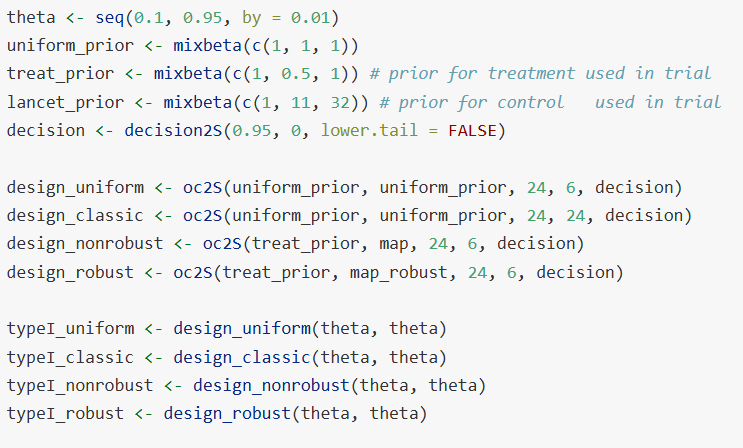 theta <- seq(0.1, 0.95, by = 0.01)
uniform_prior <- mixbeta(c(1, 1, 1))
treat_prior <- mixbeta(c(1, 0.5, 1)) # prior for treatment used in trial
lancet_prior <- mixbeta(c(1, 11, 32)) # prior for control   used in trial
decision <- decision2S(0.95, 0, lower.tail = FALSE)

design_uniform <- oc2S(uniform_prior, uniform_prior, 24, 6, decision)
design_classic <- oc2S(uniform_prior, uniform_prior, 24, 24, decision)
design_nonrobust <- oc2S(treat_prior, map, 24, 6, decision)
design_robust <- oc2S(treat_prior, map_robust, 24, 6, decision)

typeI_uniform <- design_uniform(theta, theta)
typeI_classic <- design_classic(theta, theta)
typeI_nonrobust <- design_nonrobust(theta, theta)
typeI_robust <- design_robust(theta, theta)